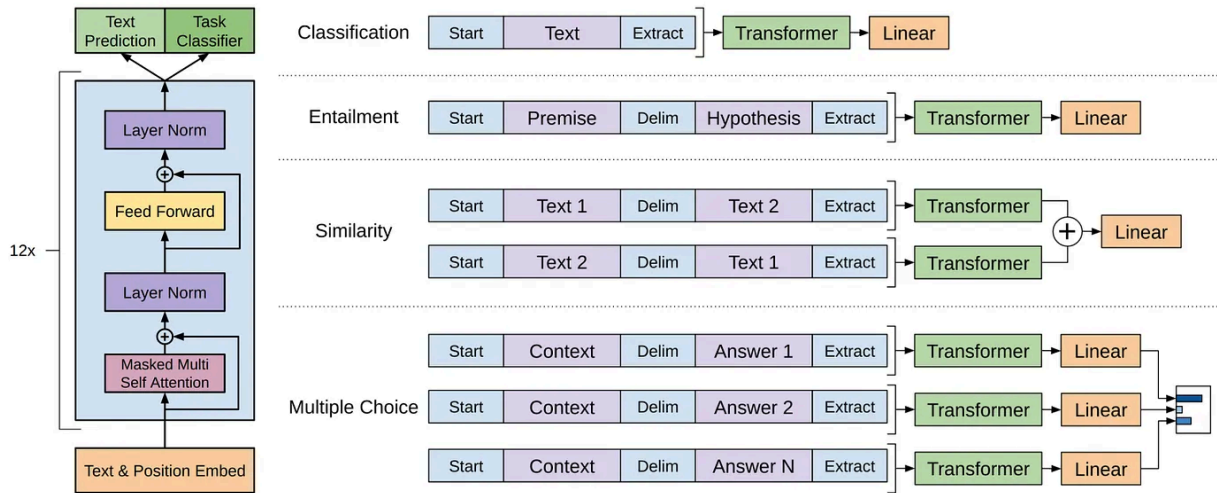 Text
Prediction
Task
Classifier
Layer Norm
Feed Forward
12x
Layer Norm
Masked Multi
Self Attention
Text & Position Embed
Classification
Start Text Extract Transformer Linear
Entailment
Start Premise Delim Hypothesis Extract Transformer Linear
Similarity
Start Text 1 Delim Text 2 Extract Transformer
Start Text 2 Delim Text 1 Extract Transformer
Linear
Multiple Choice
Start Context Delim Answer 1 Extract Transformer Linear
Start Context Delim Answer 2 Extract Transformer Linear
Start Context Delim Answer N Extract Transformer Linear